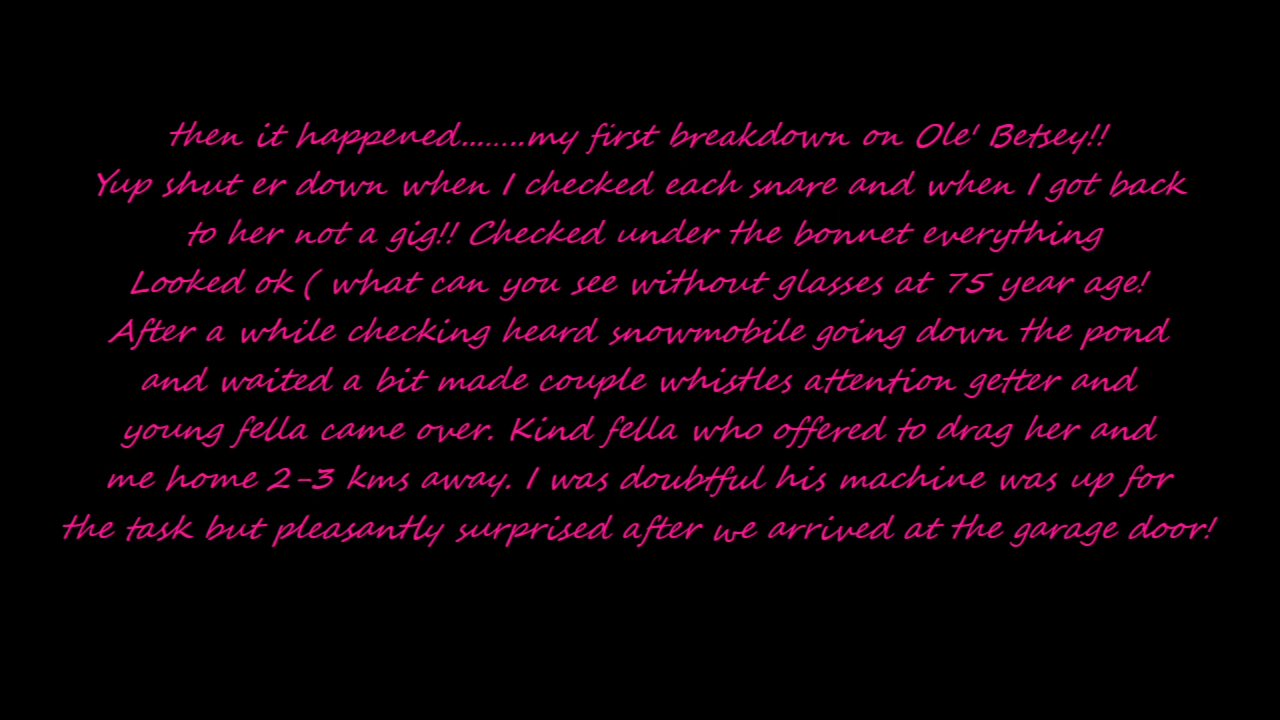 then it happened........my first breakdown on Ole' Betsey!!
Yup shut er down when I checked each snare and when I got back
to her not a gig!! Checked under the bonnet everything
Looked ok ( what can you see without glasses at 75 year age!
After a while checking heard snowmobile going down the pond
and waited a bit made couple whistles attention getter and
young fella came over. Kind fella who offered to drag her and
me home 2-3 kms away. I was doubtful his machine was up for
the task but pleasantly surprised after we arrived at the garage door!